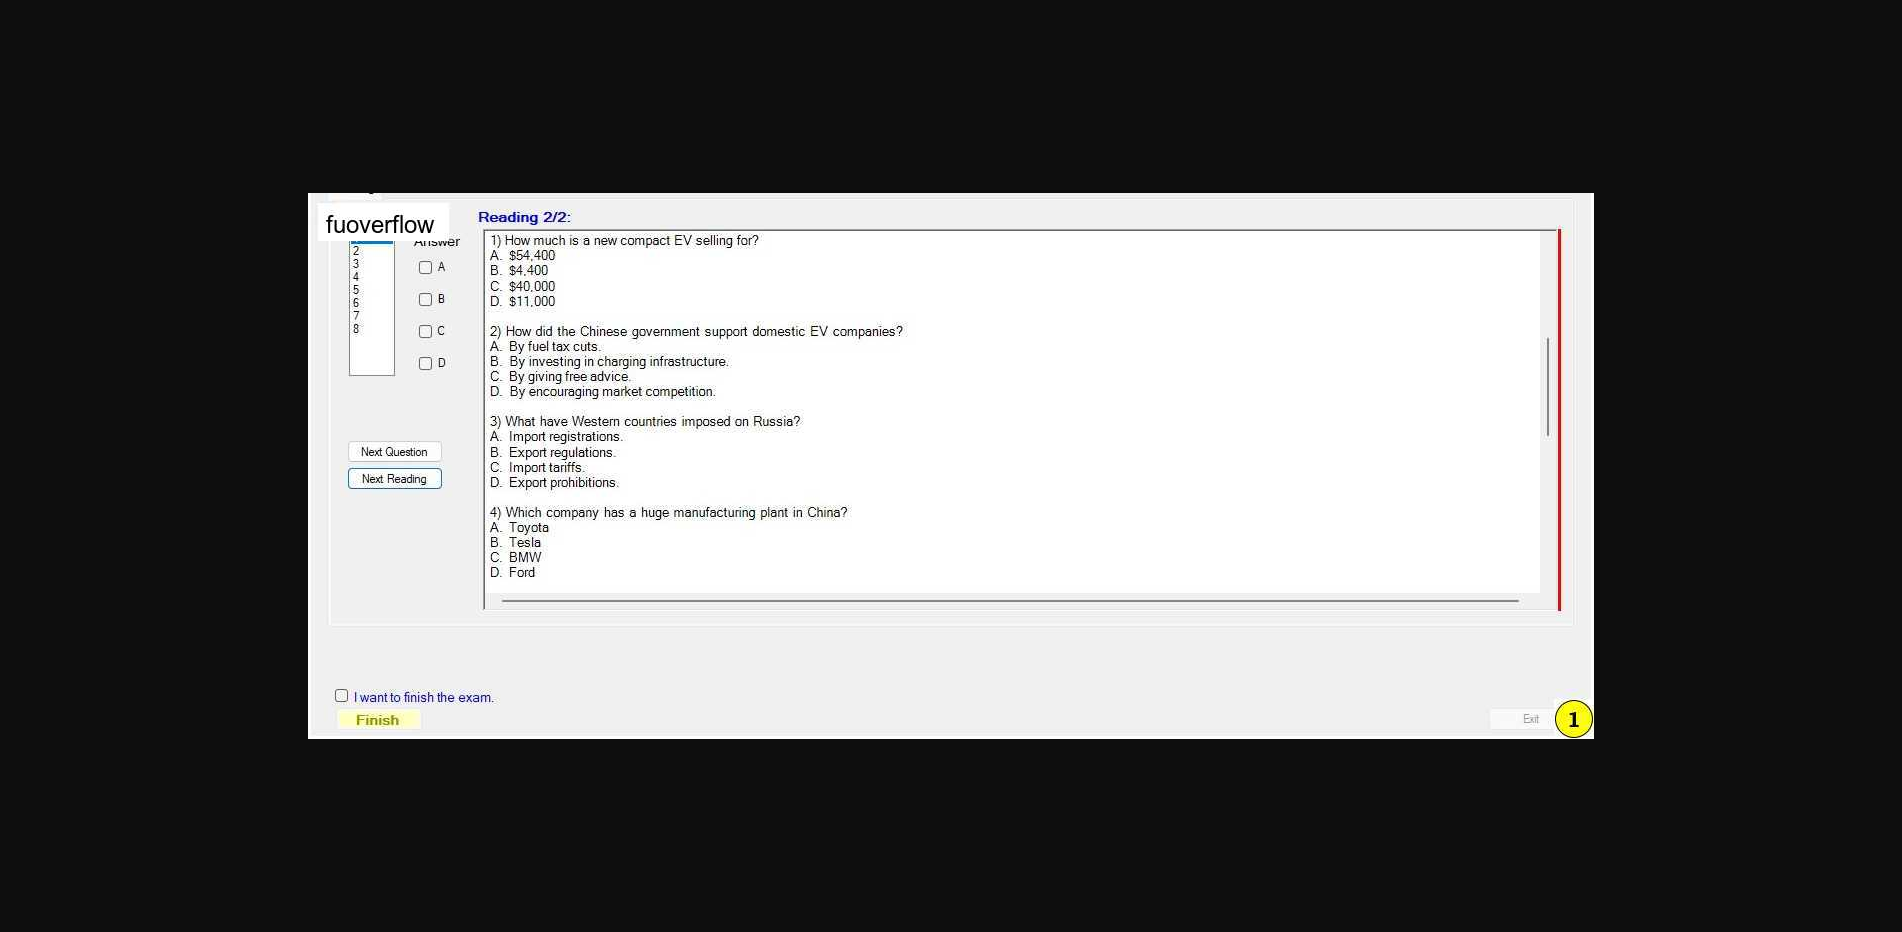 fuoverflow
Reading 2/2:
Answer
2
3
4
5
6
7
8
A
B
C
D
Next Question
Next Reading
1) How much is a new compact EV selling for?
A. $54,400
B. $4,400
C. $40,000
D. $11,000
2) How did the Chinese government support domestic EV companies?
A. By fuel tax cuts.
B. By investing in charging infrastructure.
C. By giving free advice.
D. By encouraging market competition.
3) What have Western countries imposed on Russia?
A. Import registrations.
B. Export regulations.
C. Import tariffs.
D. Export prohibitions.
4) Which company has a huge manufacturing plant in China?
A. Toyota
B. Tesla
C. BMW
D. Ford
I want to finish the exam.
Finish
Exit
1